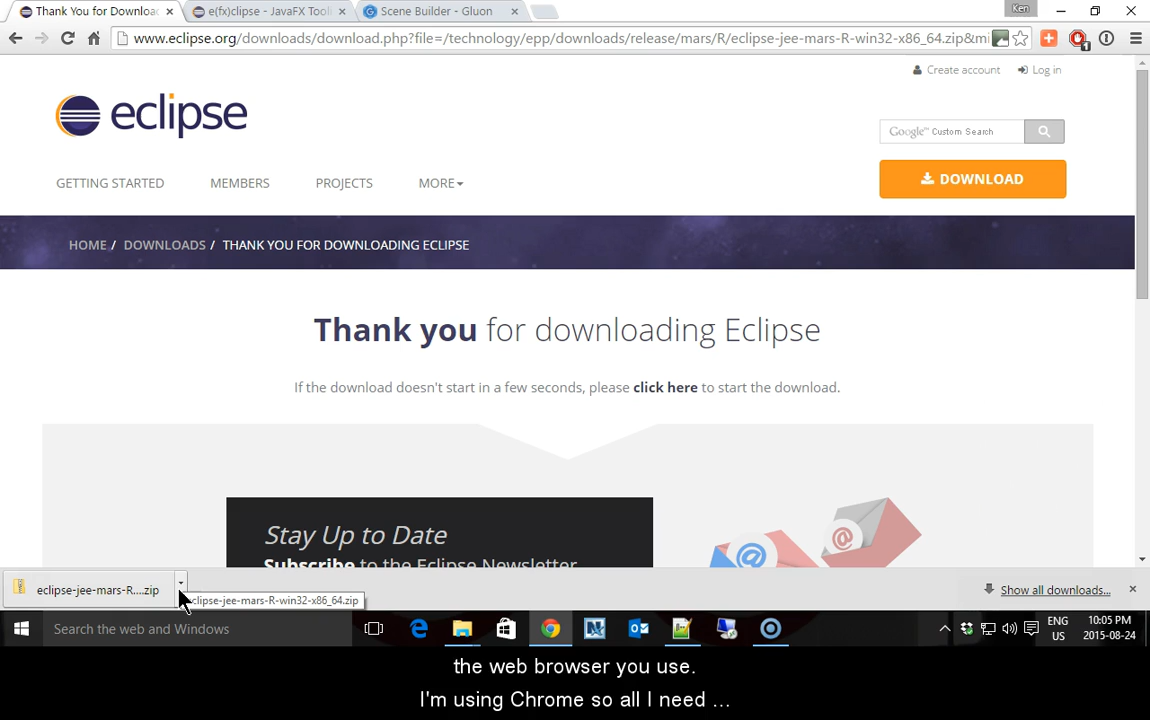 Thank You for Downloa
e(fx)clipse - JavaFX Tooli
Scene Builder - Gluon
Ken
www.eclipse.org/downloads/download.php?file=/technology/epp/downloads/release/mars/R/eclipse-jee-mars-R-win32-x86_64.zip&mi
1
Create account
Log in
eclipse
Google™ Custom Search
DOWNLOAD
GETTING STARTED
MEMBERS
PROJECTS
MORE
HOME / DOWNLOADS / THANK YOU FOR DOWNLOADING ECLIPSE
Thank you for downloading Eclipse
If the download doesn't start in a few seconds, please click here to start the download.
Stay Up to Date
Subscribe to the Eclipse Newsletter
@
@
eclipse-jee-mars-R....zip
clipse-jee-mars-R-win32-x86_64.zip
Show all downloads...
Search the web and Windows
ENG
US
10:05 PM
2015-08-24
the web browser you use.
I'm using Chrome so all I need ...